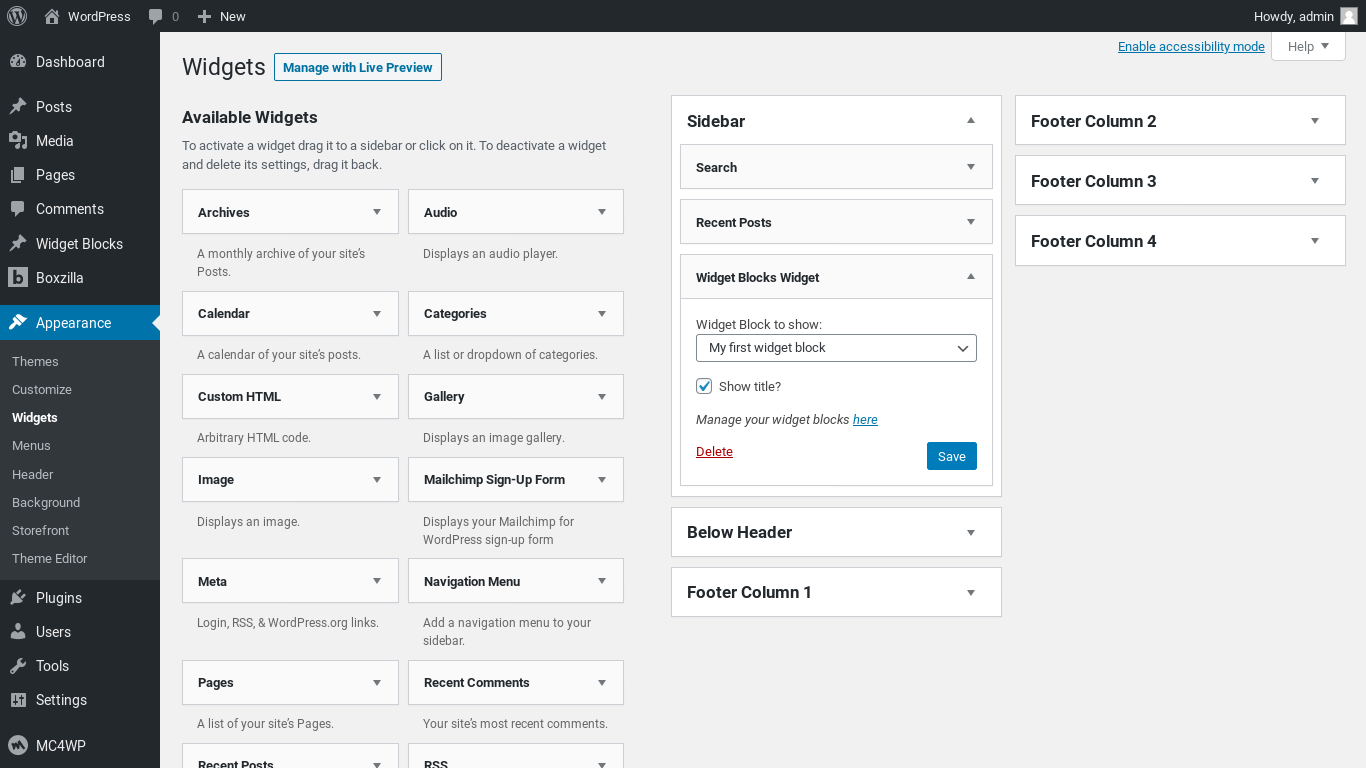 WordPress
0
New
Howdy, admin
Dashboard
Posts
Media
Pages
Comments
Widget Blocks
Boxzilla
Appearance
Themes
Customize
Widgets
Menus
Header
Background
Storefront
Theme Editor
Plugins
Users
Tools
Settings
MC4WP
Enable accessibility mode
Help
Widgets
Manage with Live Preview
Available Widgets
To activate a widget drag it to a sidebar or click on it. To deactivate a widget
and delete its settings, drag it back.
Archives
A monthly archive of your site's
Posts.
Audio
Displays an audio player.
Calendar
A calendar of your site's posts.
Categories
A list or dropdown of categories.
Custom HTML
Arbitrary HTML code.
Gallery
Displays an image gallery.
Image
Displays an image.
Mailchimp Sign-Up Form
Displays your Mailchimp for
WordPress sign-up form
Meta
Login, RSS, & WordPress.org links.
Navigation Menu
Add a navigation menu to your
sidebar.
Pages
A list of your site's Pages.
Recent Comments
Your site's most recent comments.
Recent Posts
RSS
Sidebar
Search
Recent Posts
Widget Blocks Widget
Widget Block to show:
My first widget block
Show title?
Manage your widget blocks here
Delete
Save
Below Header
Footer Column 1
Footer Column 2
Footer Column 3
Footer Column 4